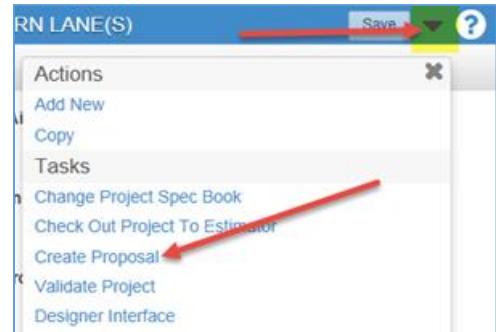 RN LANE(S)
Save
?
Actions
Add New
Copy
Tasks
Change Project Spec Book
Check Out Project To Estimator
Create Proposal
Validate Project
Designer Interface